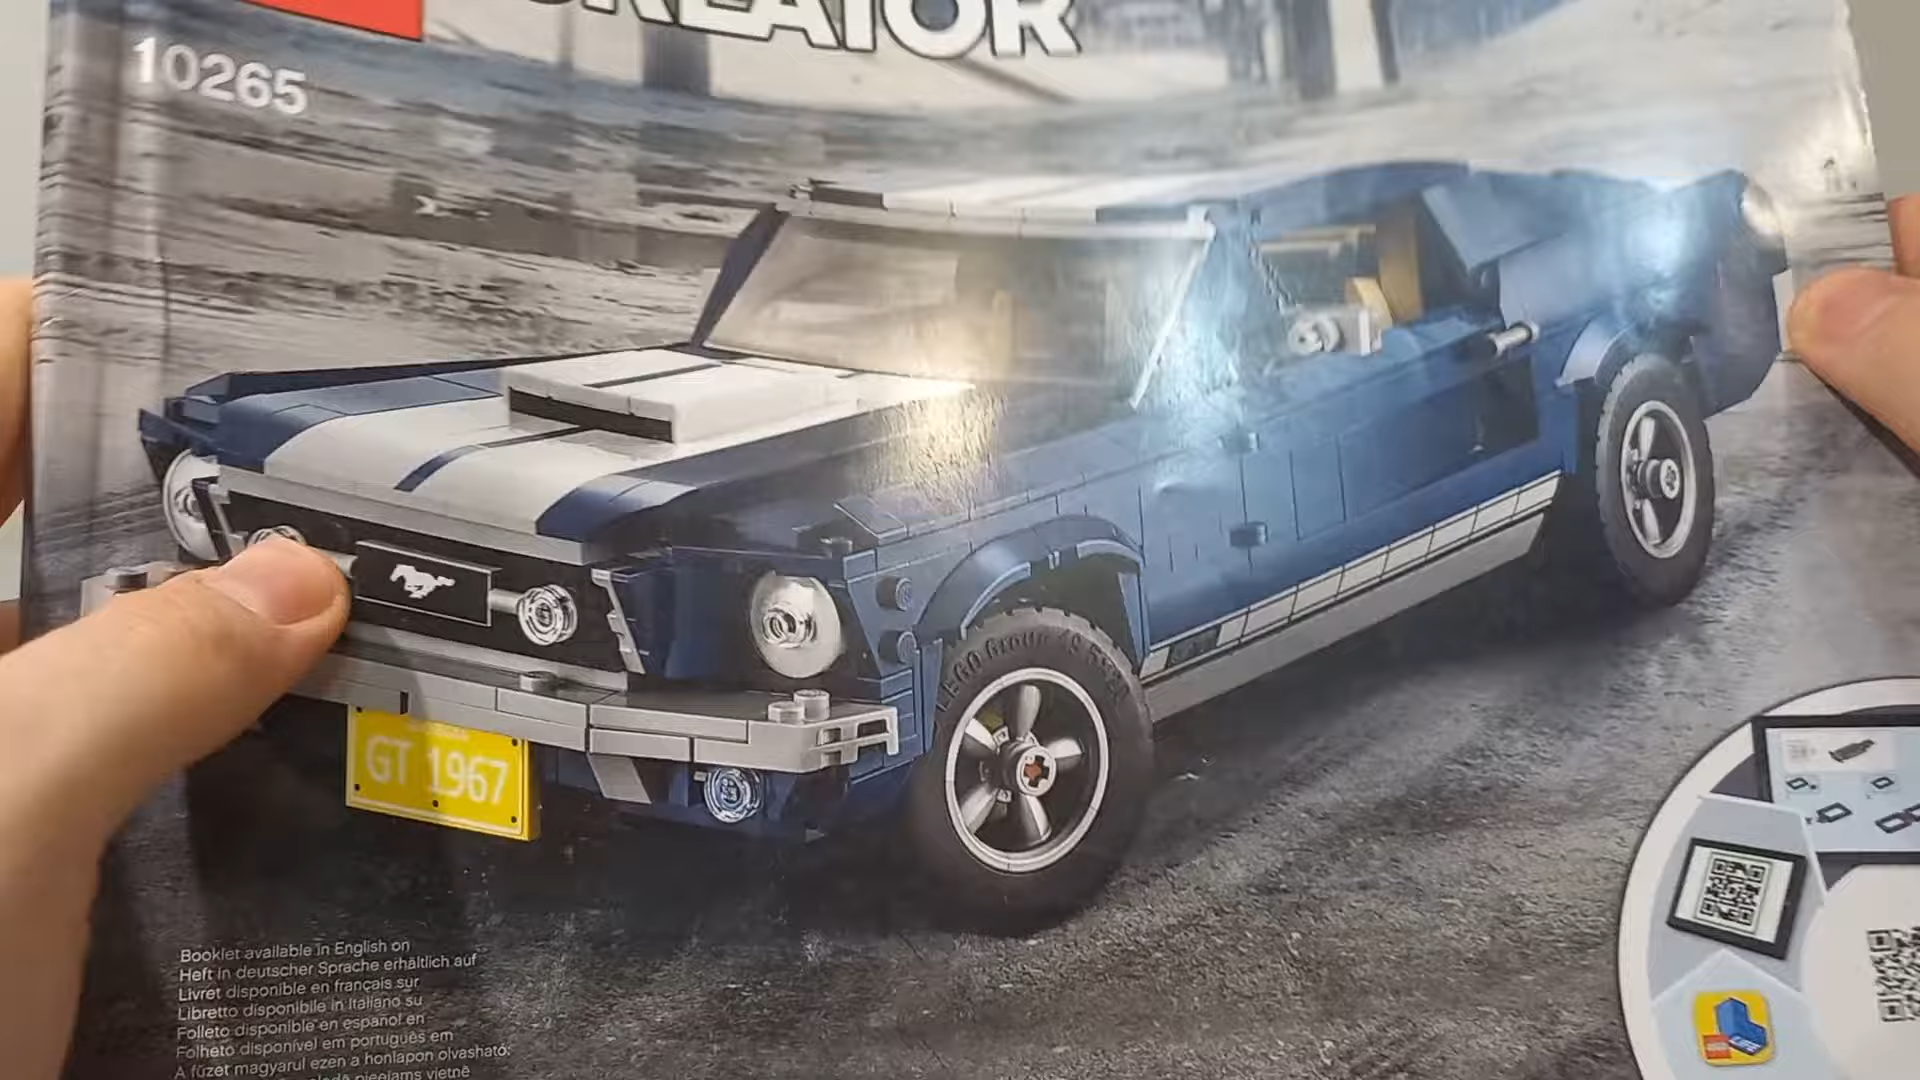 CREATOR
10265
GT 1967
LEGO Group
Booklet available in English on
Heft in deutscher Sprache erhältlich auf
Livret disponible en français sur
Libretto disponibile in italiano su
Folleto disponible en español en
Folheto disponível em português em
A füzet magyarul ezen a honlapon olvasható:
pieejams vietnē